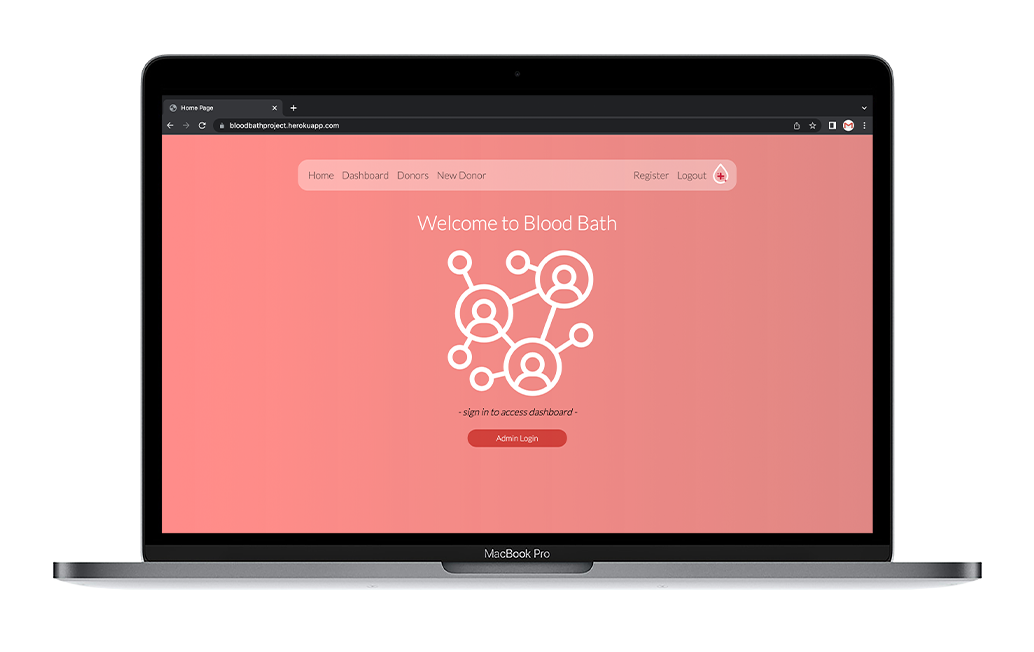 Home Page
bloodbathproject.herokuapp.com
Home Dashboard Donors New Donor Register Logout
Welcome to Blood Bath
- sign in to access dashboard -
Admin Login
MacBook Pro